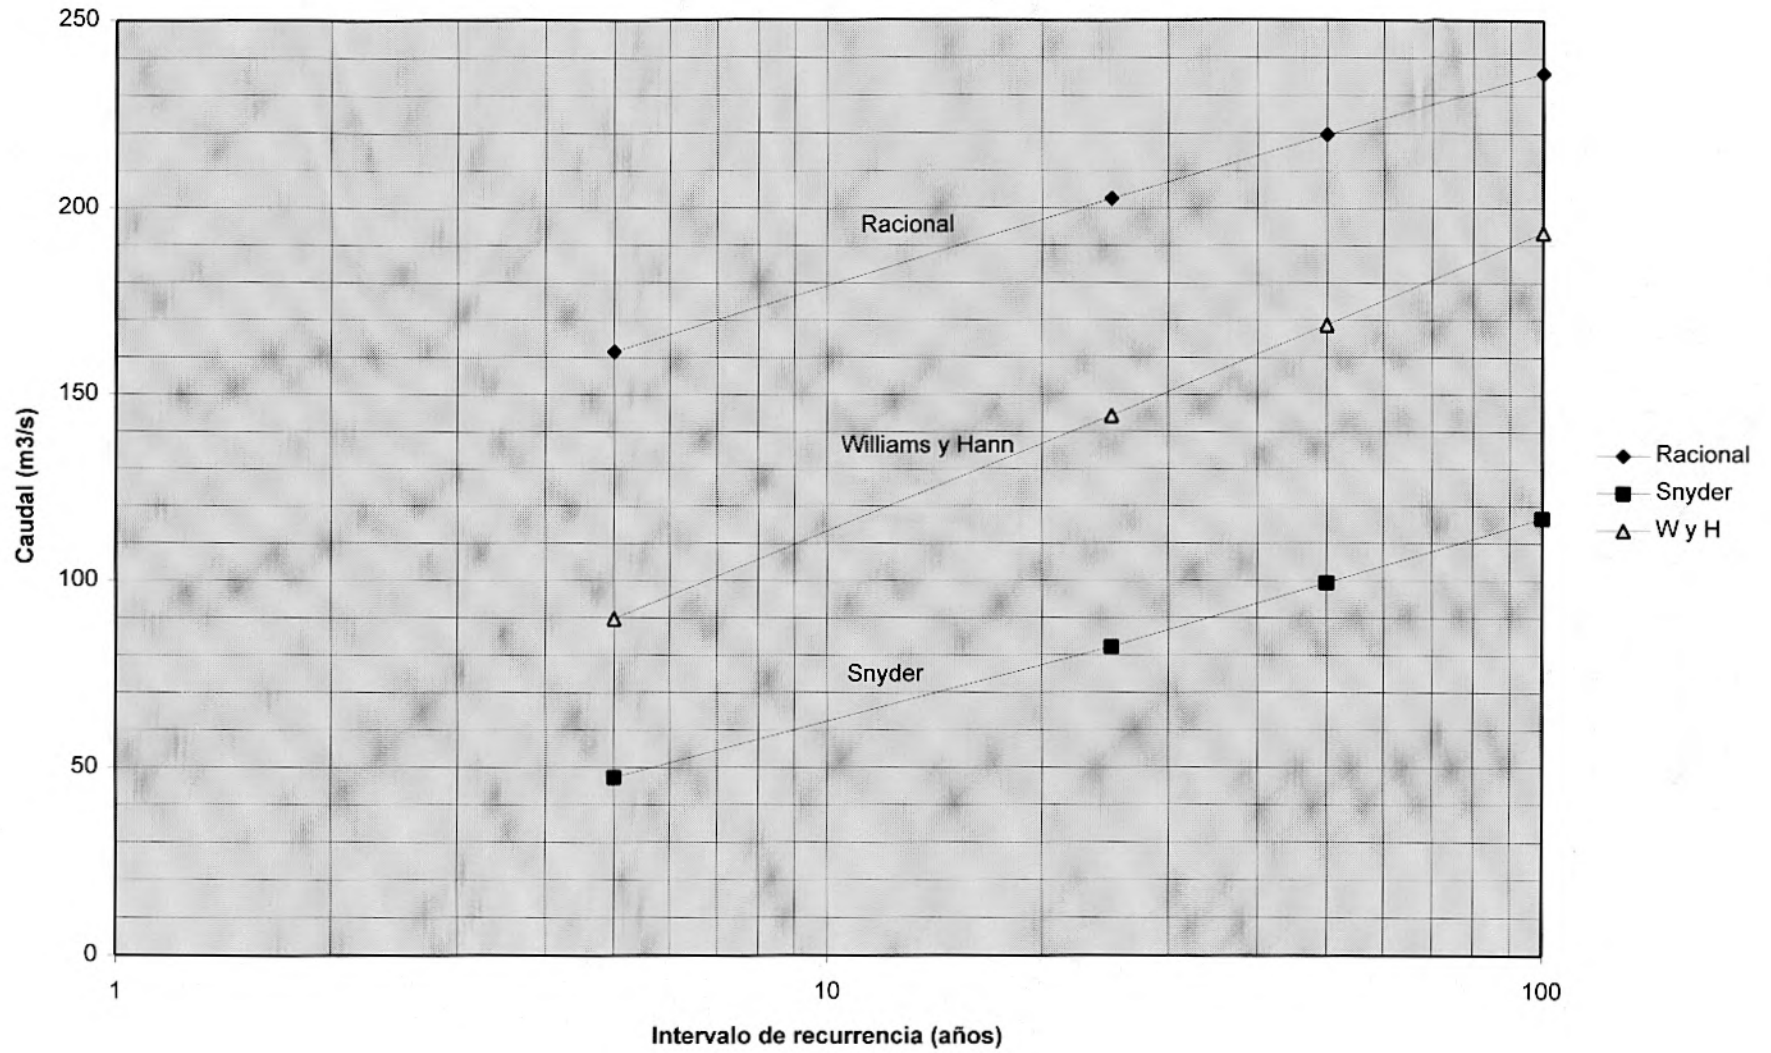 250
200
150
100
50
0
Caudal (m3/s)
Racional
Williams y Hann
Snyder
Racional
Snyder
W y H
1
10
100
Intervalo de recurrencia (años)